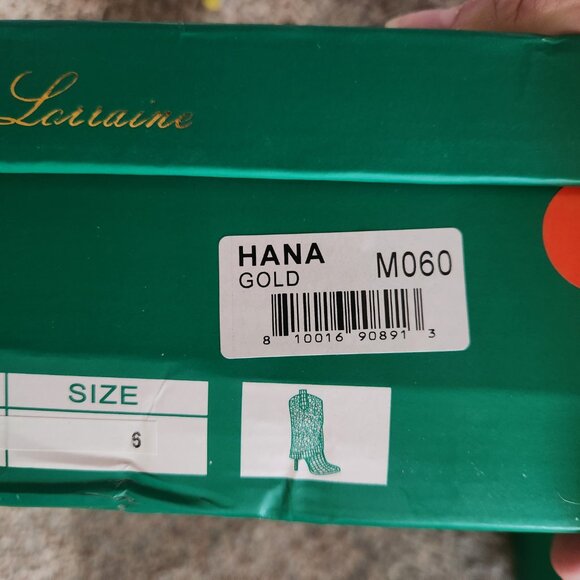 Lorraine
HANA
GOLD
M060
8 10016 90891 3
SIZE
6